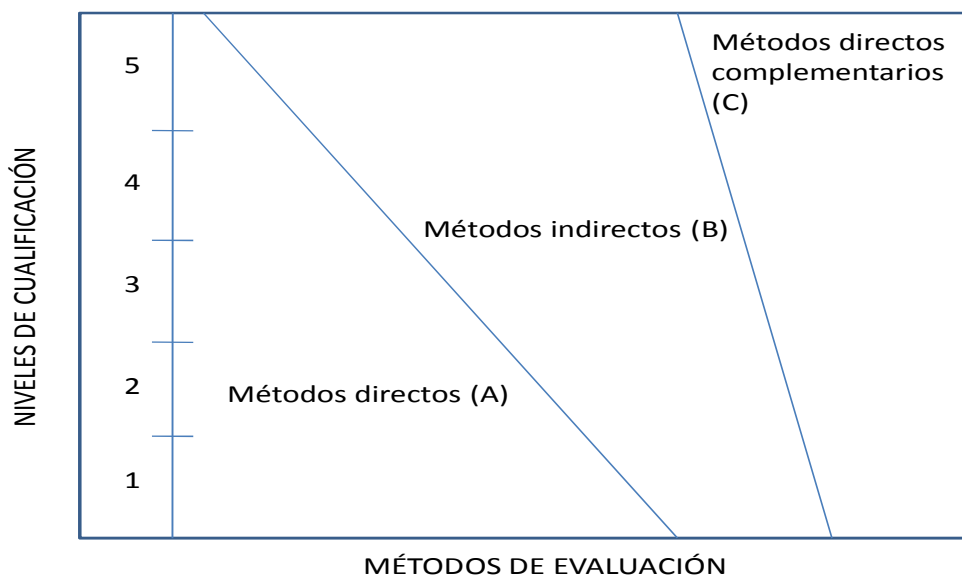 Métodos directos
complementarios
(C)
5
4
Métodos indirectos (B)
3
2
Métodos directos (A)
1
NIVELES DE CUALIFICACIÓN
MÉTODOS DE EVALUACIÓN